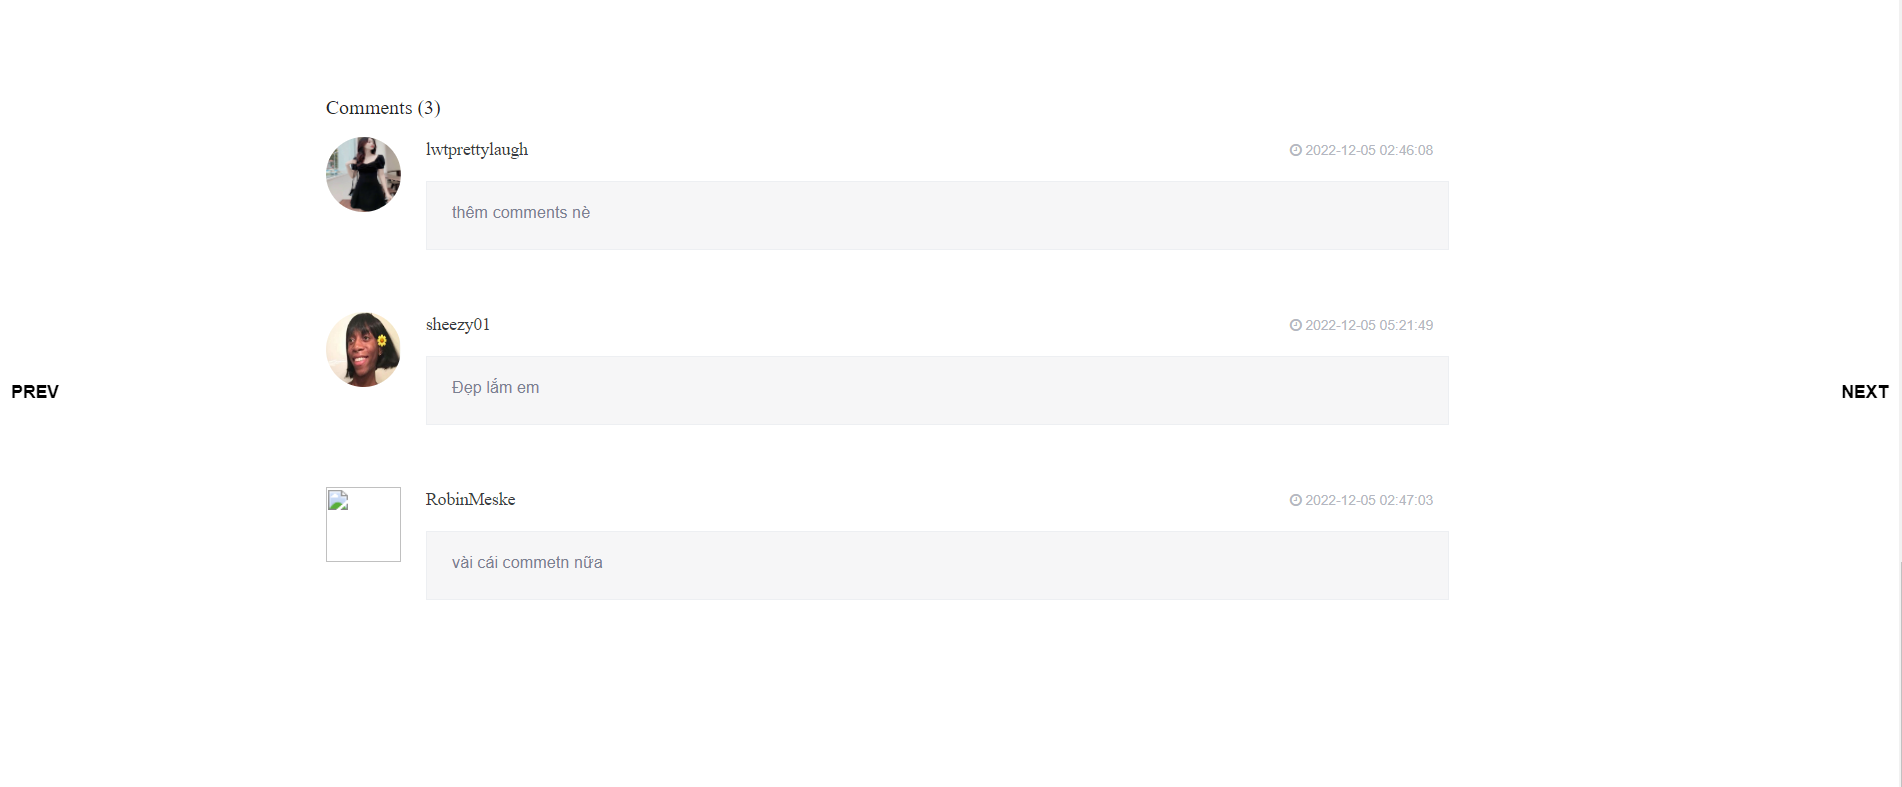 Comments (3)
lwtprettylaugh
2022-12-05 02:46:08
thêm comments nè
sheezy01
2022-12-05 05:21:49
Đẹp lắm em
PREV
NEXT
RobinMeske
2022-12-05 02:47:03
vài cái commetn nữa